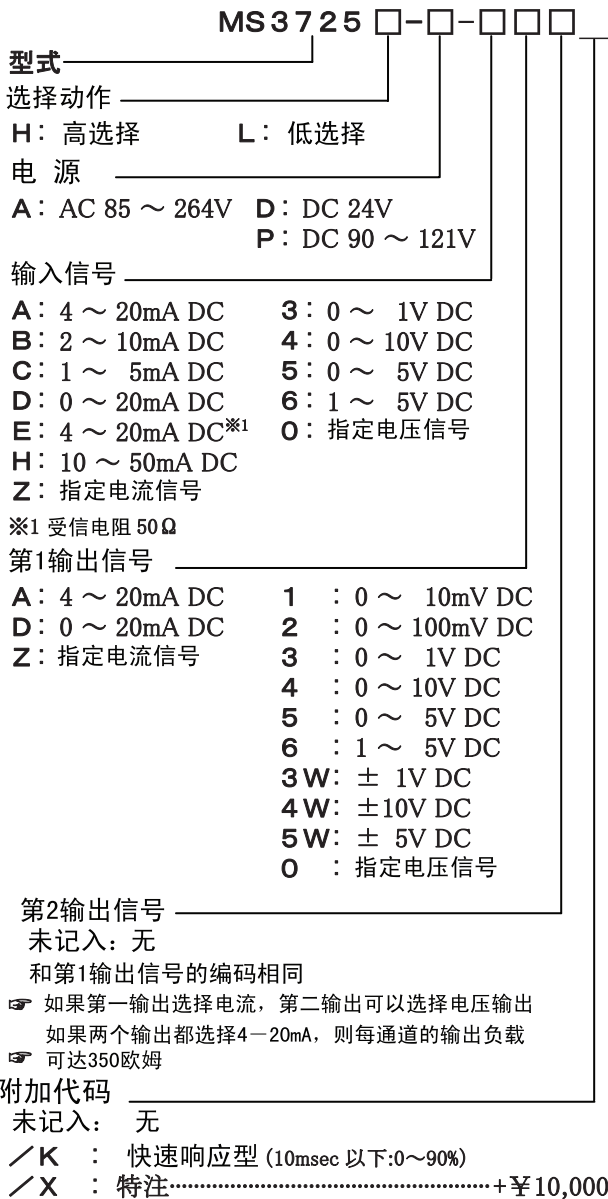 MS3725 □-□-□□□
型式
选择动作
H: 高选择 L: 低选择
电 源
A: AC 85 ～ 264V D: DC 24V
P: DC 90 ～ 121V
输入信号
A: 4 ～ 20mA DC 3: 0 ～ 1V DC
B: 2 ～ 10mA DC 4: 0 ～ 10V DC
C: 1 ～ 5mA DC 5: 0 ～ 5V DC
D: 0 ～ 20mA DC 6: 1 ～ 5V DC
E: 4 ～ 20mA DC※1 0: 指定电压信号
H: 10 ～ 50mA DC
Z: 指定电流信号
※1 受信电阻 50Ω
第1输出信号
A: 4 ～ 20mA DC 1 : 0 ～ 10mV DC
D: 0 ～ 20mA DC 2 : 0 ～ 100mV DC
Z: 指定电流信号 3 : 0 ～ 1V DC
4 : 0 ～ 10V DC
5 : 0 ～ 5V DC
6 : 1 ～ 5V DC
3W: ± 1V DC
4W: ±10V DC
5W: ± 5V DC
0 : 指定电压信号
第2输出信号
未记入: 无
和第1输出信号的编码相同
☞ 如果第一输出选择电流，第二输出可以选择电压输出
如果两个输出都选择4－20mA，则每通道的输出负载
☞ 可达350欧姆
附加代码
未记入: 无
／K : 快速响应型 (10msec 以下:0～90%)
／X : 特注……………………………………………+￥10,000